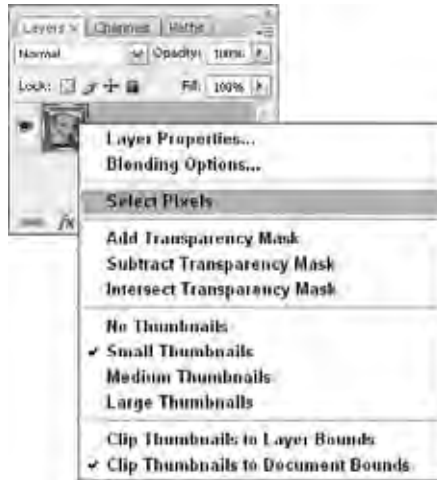 Layers x Channels Paths
Normal Opacity: 100%
Lock: Fill: 100%
Layer Properties...
Blending Options...
Select Pixels
Add Transparency Mask
Subtract Transparency Mask
Intersect Transparency Mask
No Thumbnails
Small Thumbnails
Medium Thumbnails
Large Thumbnails
Clip Thumbnails to Layer Bounds
Clip Thumbnails to Document Bounds
fx